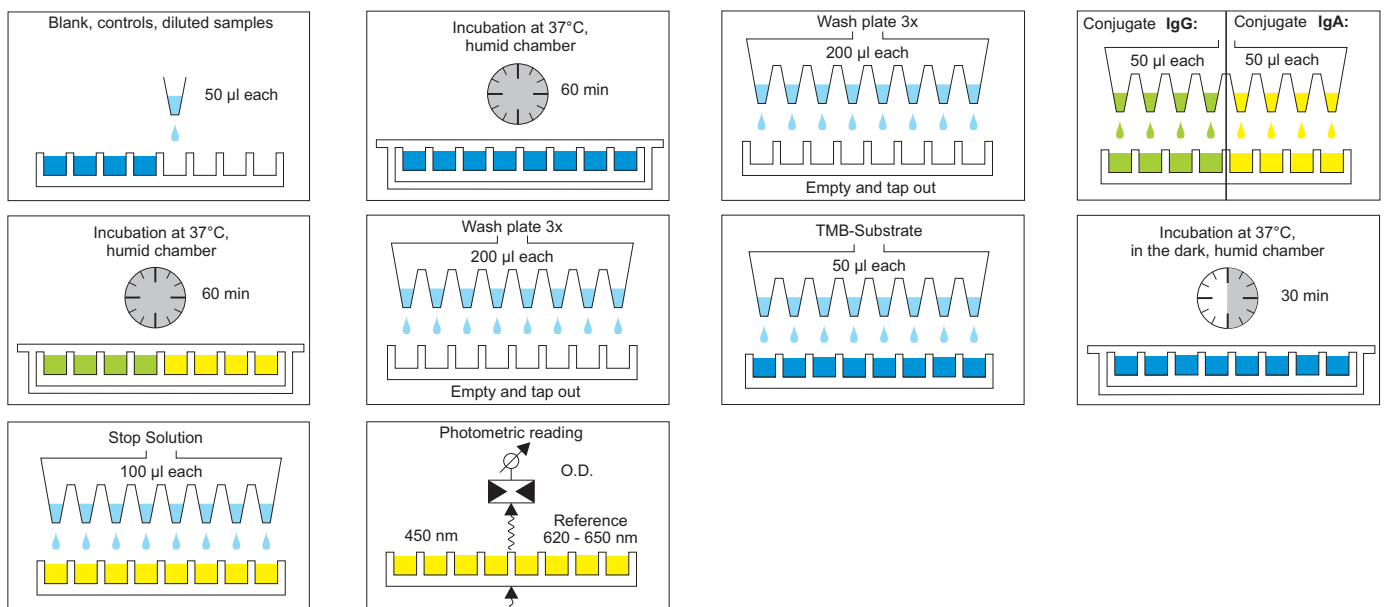 Blank, controls, diluted samples
50 µl each
Incubation at 37°C,
humid chamber
60 min
Wash plate 3x
200 µl each
Empty and tap out
Conjugate IgG:
50 µl each
Conjugate IgA:
50 µl each
Incubation at 37°C,
humid chamber
60 min
Wash plate 3x
200 µl each
Empty and tap out
TMB-Substrate
50 µl each
Incubation at 37°C,
in the dark, humid chamber
30 min
Stop Solution
100 µl each
Photometric reading
O.D.
450 nm
Reference
620 - 650 nm